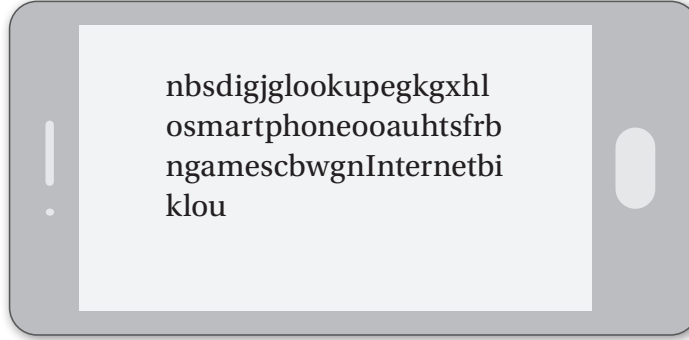 nbsdigjglookupegkgxhl
osmartphoneooauhtsfrb
ngamescbwgnInternetbi
klou